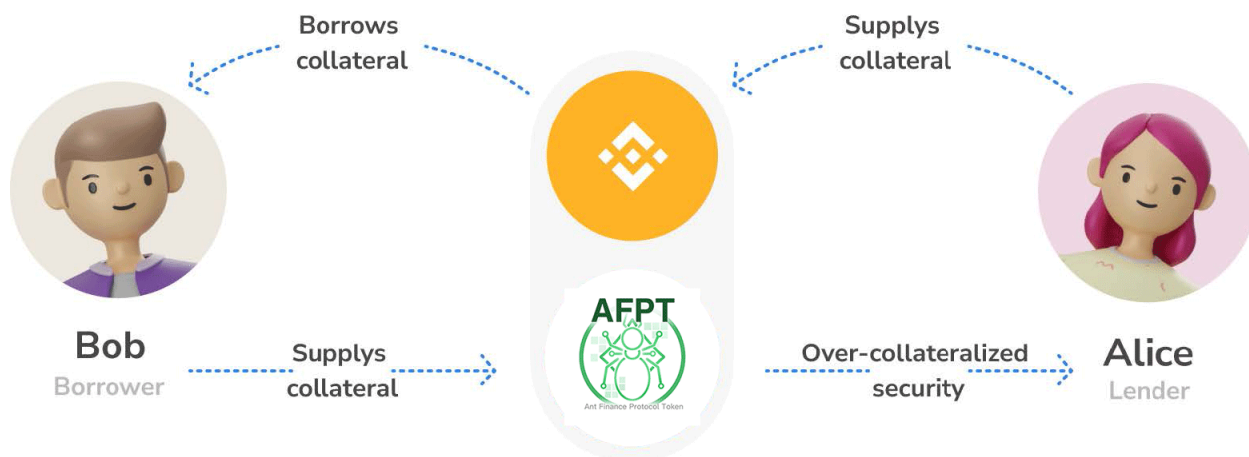 Borrows
collateral
Supplys
collateral
AFPT
Ant Finance Protocol Token
Bob
Borrower
Supplys
collateral
Over-collateralized
security
Alice
Lender